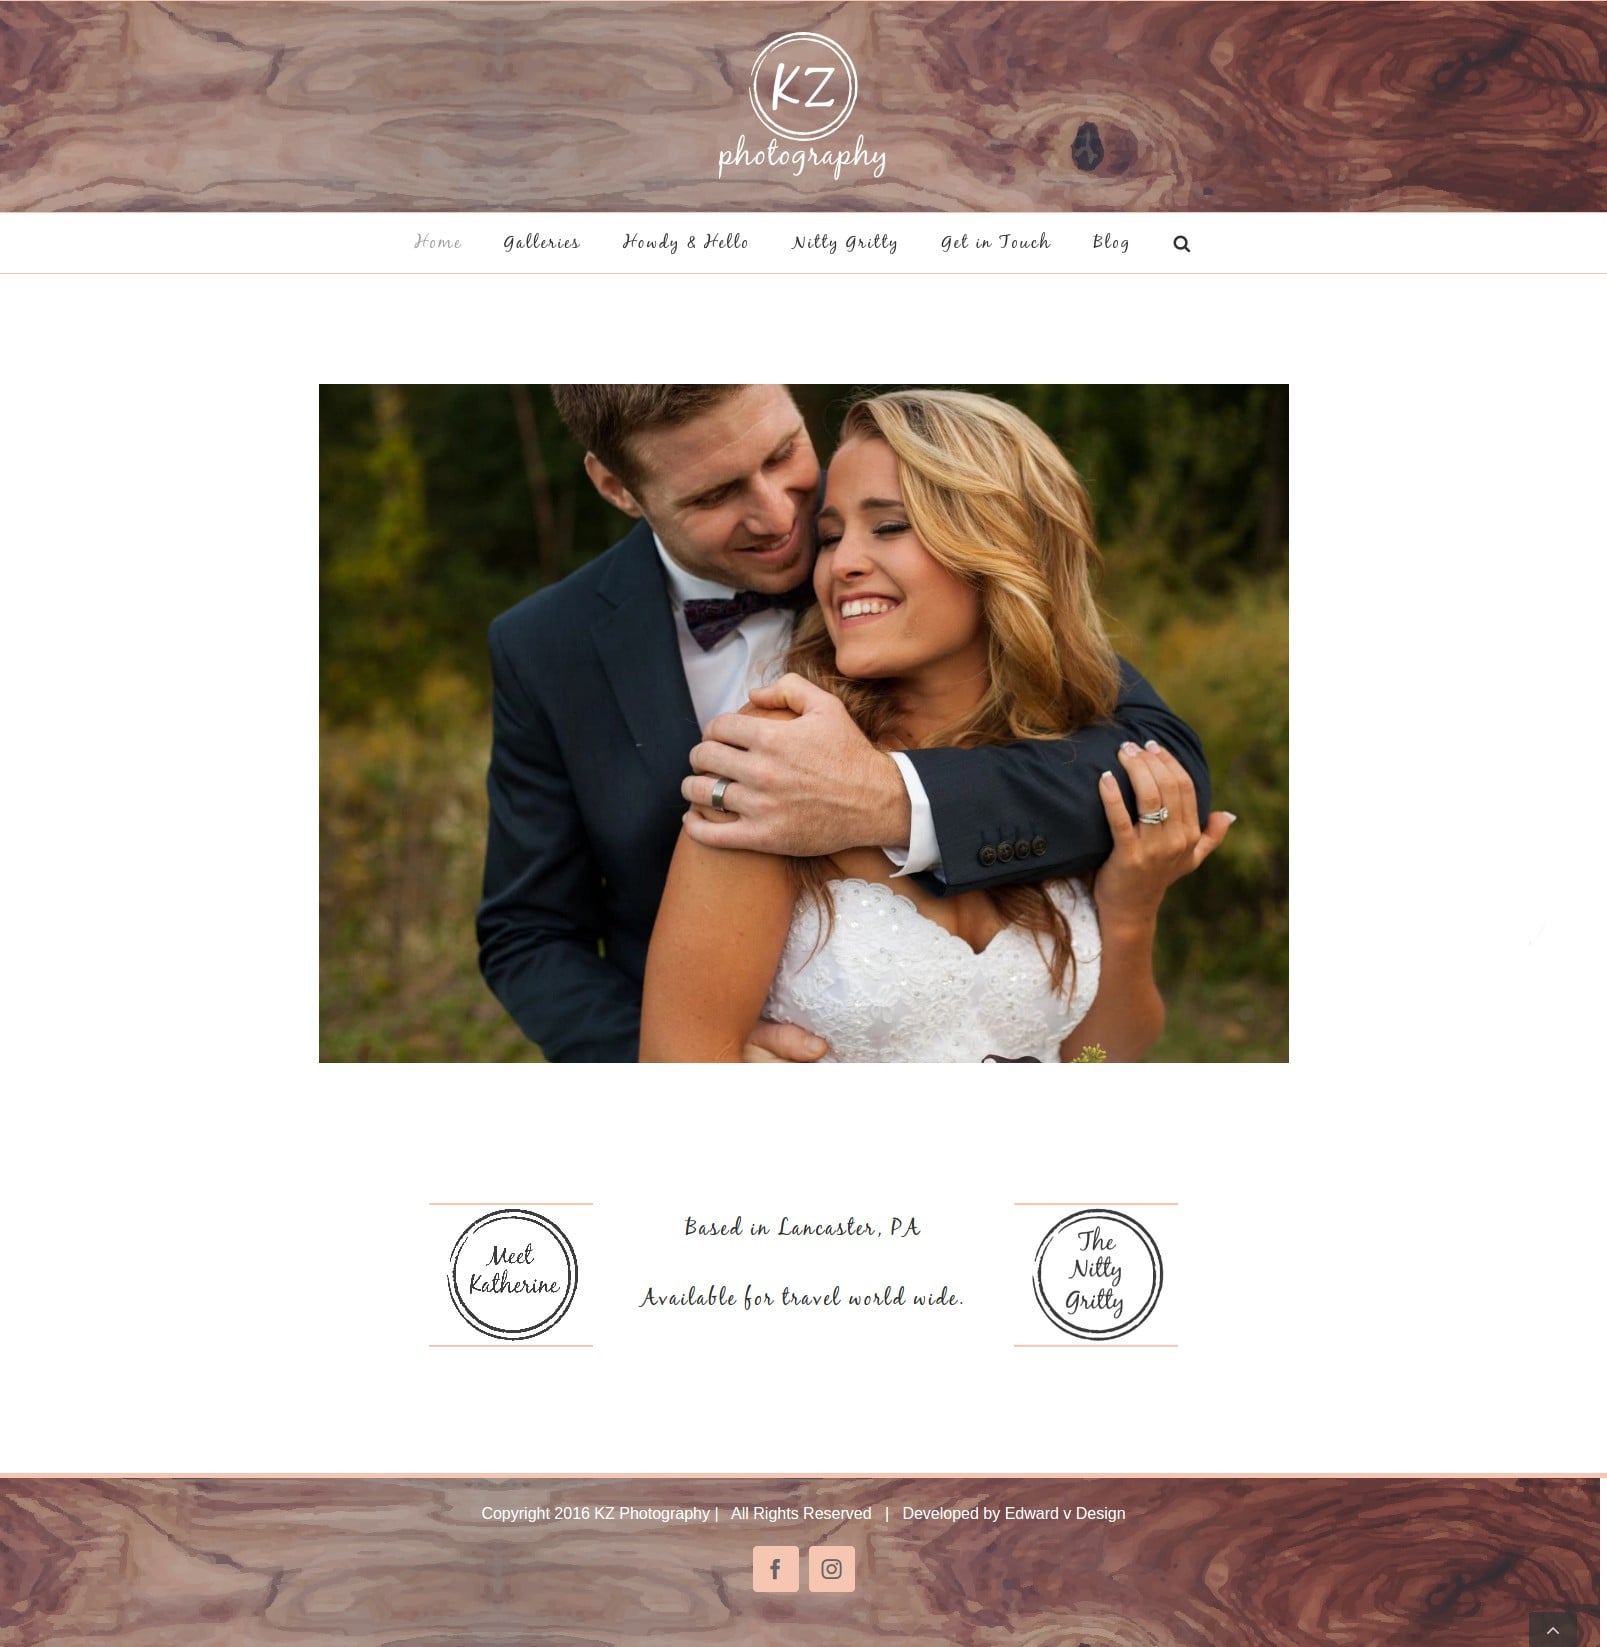 KZ
photography
Home Galleries Howdy & Hello Nitty Gritty Get in Touch Blog
Meet
Katherine
Based in Lancaster, PA
Available for travel world wide.
The
Nitty
Gritty
Copyright 2016 KZ Photography | All Rights Reserved | Developed by Edward v Design